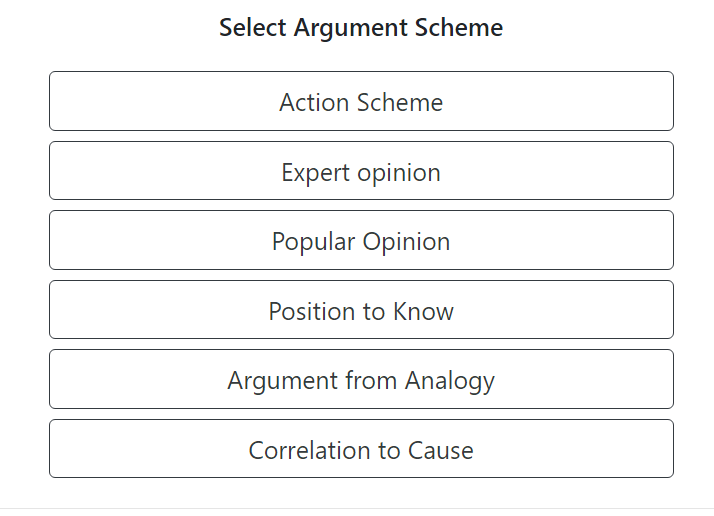 Select Argument Scheme
Action Scheme
Expert opinion
Popular Opinion
Position to Know
Argument from Analogy
Correlation to Cause